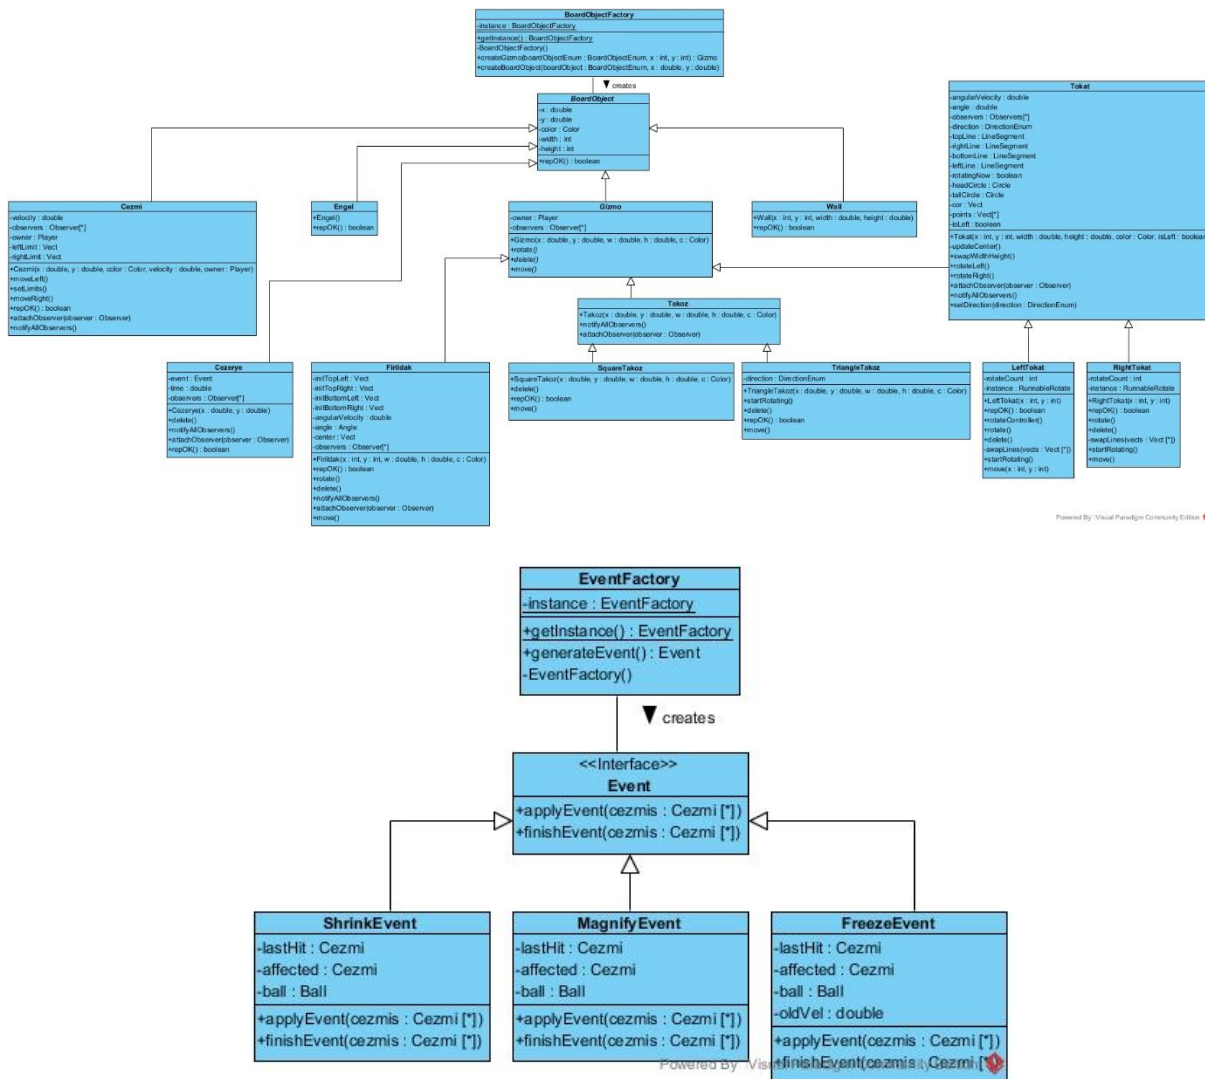 BoardObjectFactory
-instance : BoardObjectFactory
+getInstance() : BoardObjectFactory
-BoardObjectFactory()
+createGizmo(boardObjectEnum : BoardObjectEnum, x : int, y : int) : Gizmo
+createBoardObject(boardObject : BoardObjectEnum, x : double, y : double)
creates
BoardObject
-x : double
-y : double
-color : Color
-width : int
-height : int
+repOK() : boolean
Tokat
-angularVelocity : double
-angle : double
-observers : Observers[*]
-direction : DirectionEnum
-topLine : LineSegment
-rightLine : LineSegment
-bottomLine : LineSegment
-leftLine : LineSegment
-rotatingNow : boolean
-headCircle : Circle
-tailCircle : Circle
-cor : Vect
-points : Vect[*]
-isLeft : boolean
+Tokat(x : int, y : int, width : double, height : double, color : Color, isLeft : boolean
-updateCenter()
+swapWidthHeight()
+rotateLeft()
+rotateRight()
+attachObserver(observer : Observer)
+notifyAllObservers()
+setDirection(direction : DirectionEnum)
Cezmi
-velocity : double
-observers : Observer[*]
-owner : Player
-leftLimit : Vect
-rightLimit : Vect
+Cezmi(x : double, y : double, color : Color, velocity : double, owner : Player)
+moveLeft()
+setLimits()
+moveRight()
+repOK() : boolean
+attachObserver(observer : Observer)
+notifyAllObservers()
Engel
+Engel()
+repOK() : boolean
Gizmo
-owner : Player
-observers : Observer[*]
+Gizmo(x : double, y : double, w : double, h : double, c : Color)
+rotate()
+delete()
+move()
Wall
+Wall(x : int, y : int, width : double, height : double)
+repOK() : boolean
Takoz
+Takoz(x : double, y : double, w : double, h : double, c : Color)
+notifyAllObservers()
+attachObserver(observer : Observer)
Cezerye
-event : Event
-time : double
-observers : Observer[*]
+Cezerye(x : double, y : double)
+delete()
+notifyAllObservers()
+attachObserver(observer : Observer)
+repOK() : boolean
Firildak
-initTopLeft : Vect
-initTopRight : Vect
-initBottomLeft : Vect
-initBottomRight : Vect
-angularVelocity : double
-angle : Angle
-center : Vect
-observers : Observer[*]
+Firildak(x : int, y : int, w : double, h : double, c : Color)
+repOK() : boolean
+rotate()
+delete()
+notifyAllObservers()
+attachObserver(observer : Observer)
+move()
SquareTakoz
+SquareTakoz(x : double, y : double, w : double, h : double, c : Color)
+detele()
+repOK() : boolean
+move()
TriangleTakoz
-direction : DirectionEnum
+TriangleTakoz(x : double, y : double, w : double, h : double, c : Color)
+startRotating()
+delete()
+repOK() : boolean
+move()
LeftTokat
-rotateCount : int
-instance : RunnableRotate
+LeftTokat(x : int, y : int)
+repOK() : boolean
+rotateController()
+rotate()
+delete()
-swapLines(vects : Vect [*])
+startRotating()
+move(x : int, y : int)
RightTokat
-rotateCount : int
-instance : RunnableRotate
+RightTokat(x : int, y : int)
+repOK() : boolean
+rotate()
+delete()
-swapLines(vects : Vect [*])
+startRotating()
+move()
Powered By Visual Paradigm Community Edition
EventFactory
-instance : EventFactory
+getInstance() : EventFactory
+generateEvent() : Event
-EventFactory()
creates
<<Interface>>
Event
+applyEvent(cezmis : Cezmi [*])
+finishEvent(cezmis : Cezmi [*])
ShrinkEvent
-lastHit : Cezmi
-affected : Cezmi
-ball : Ball
+applyEvent(cezmis : Cezmi [*])
+finishEvent(cezmis : Cezmi [*])
MagnifyEvent
-lastHit : Cezmi
-affected : Cezmi
-ball : Ball
+applyEvent(cezmis : Cezmi [*])
+finishEvent(cezmis : Cezmi [*])
FreezeEvent
-lastHit : Cezmi
-affected : Cezmi
-ball : Ball
-oldVel : double
+applyEvent(cezmis : Cezmi [*])
+finishEvent(cezmis : Cezmi [*
Powered By